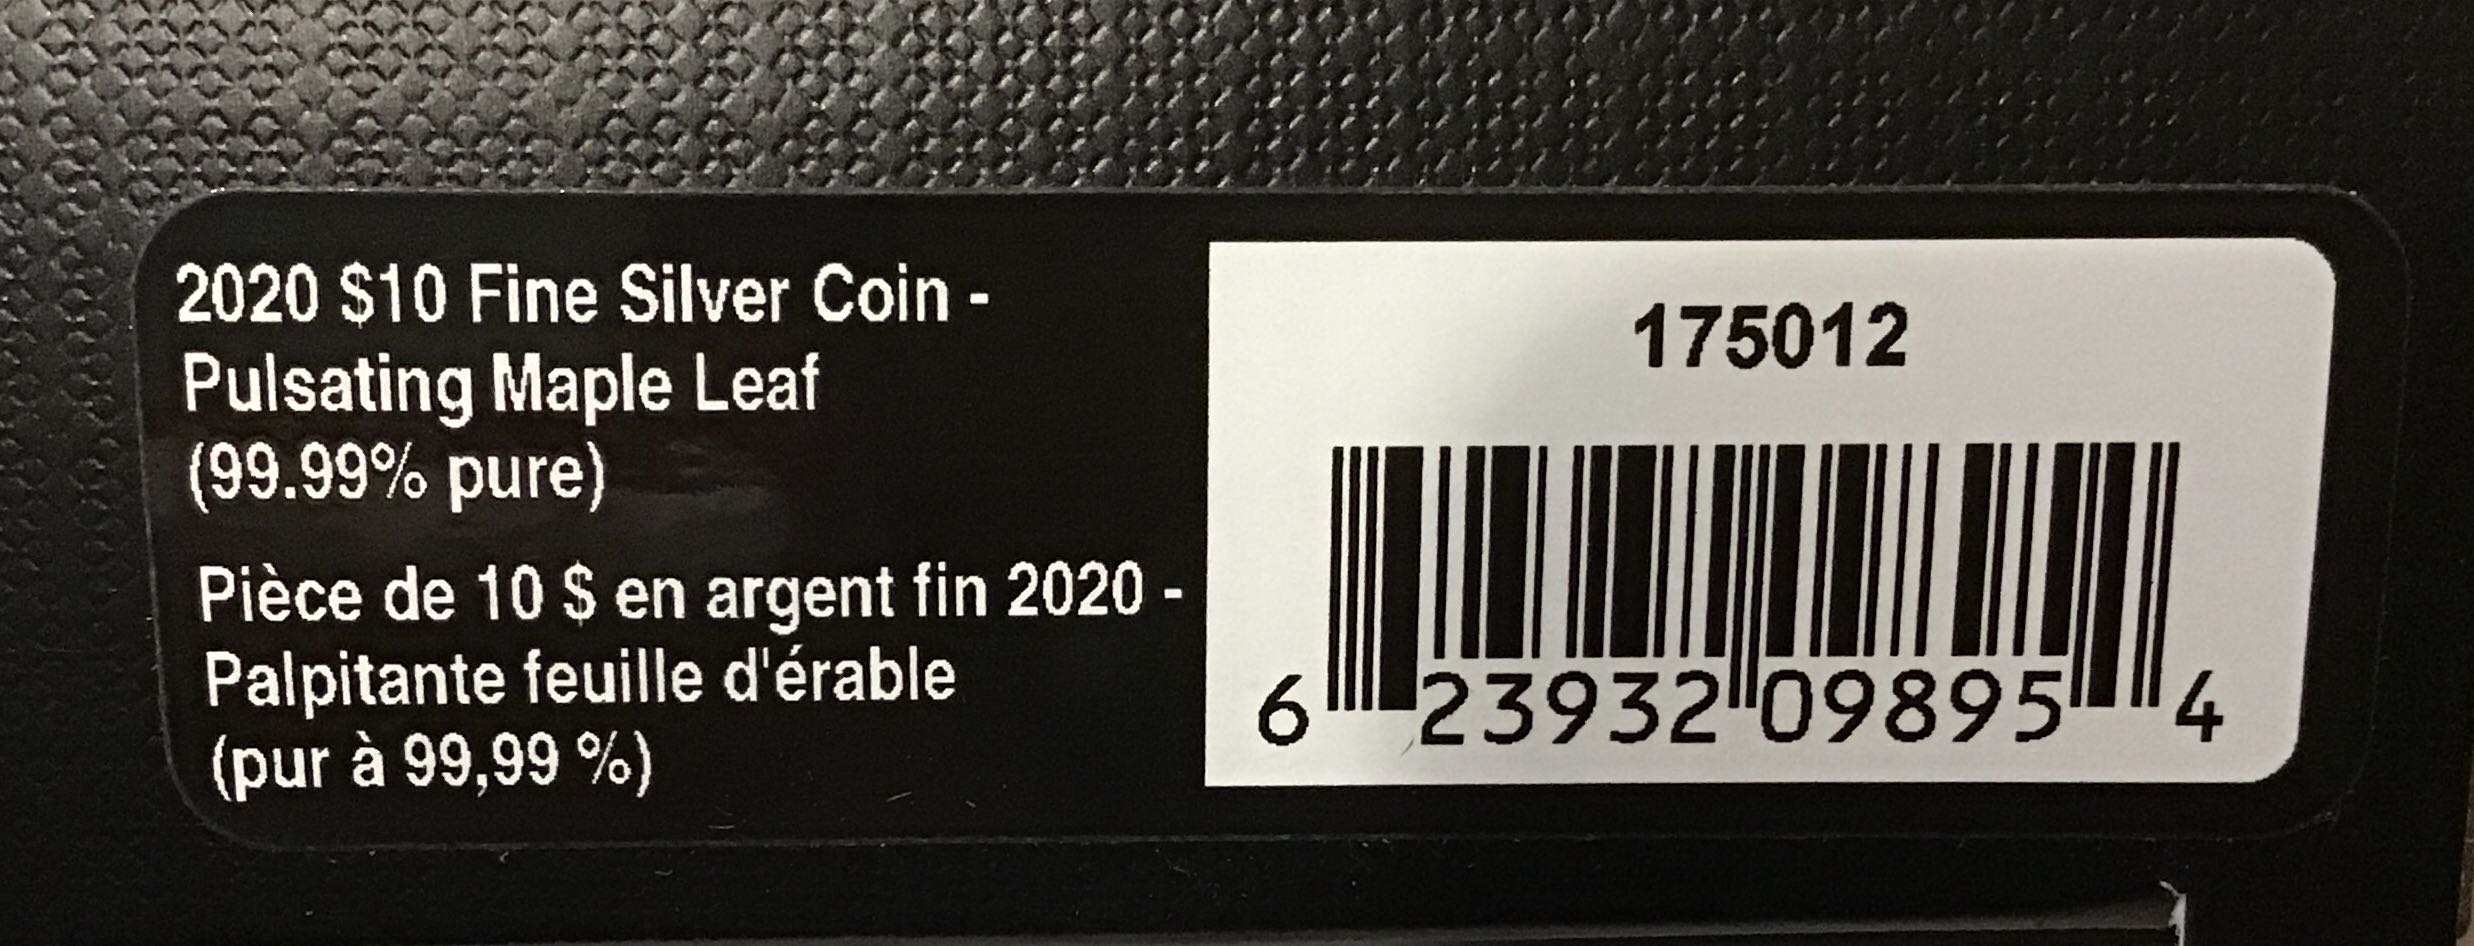 2020 $10 Fine Silver Coin -
Pulsating Maple Leaf
(99.99% pure)
Pièce de 10 $ en argent fin 2020 -
Palpitante feuille d'érable
(pur à 99,99 %)
175012
6 23932 09895 4